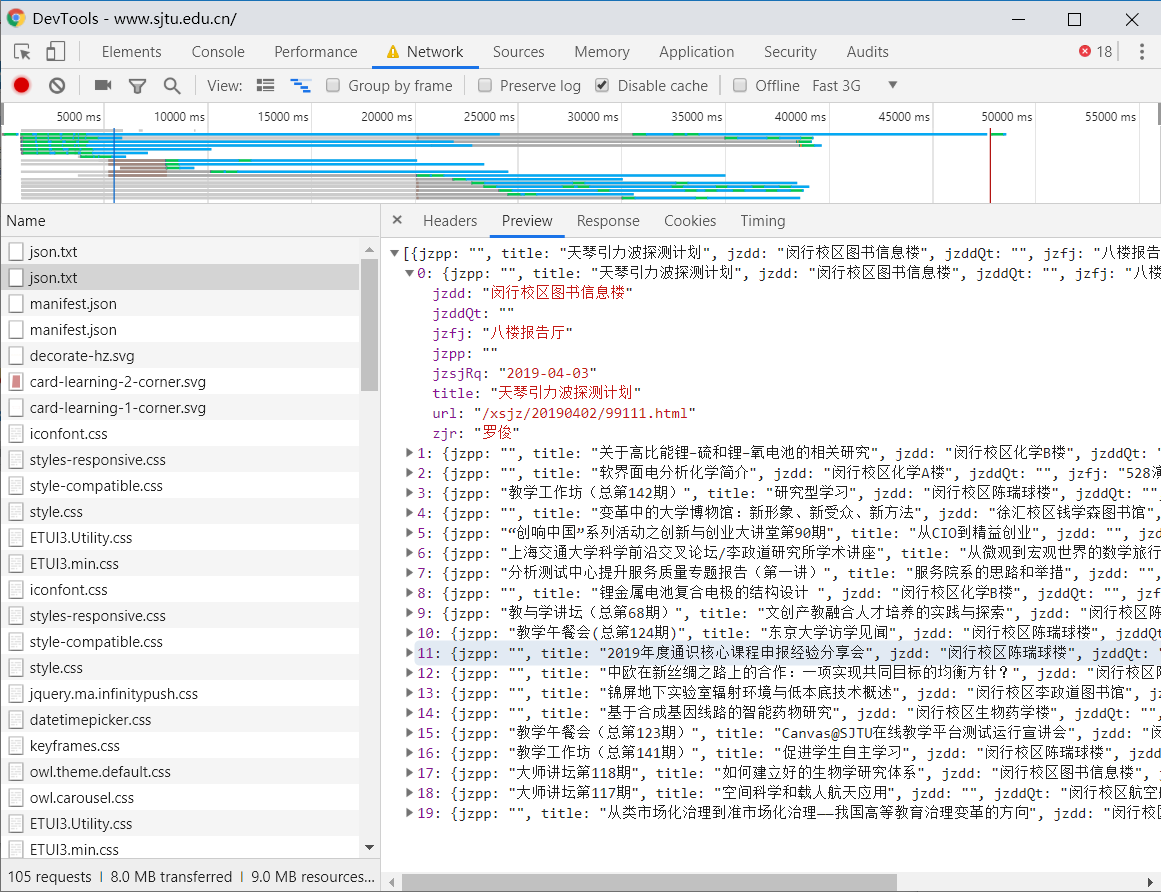 DevTools - www.sjtu.edu.cn/
Elements Console Performance Network Sources Memory Application Security Audits 18
View: Group by frame Preserve log Disable cache Offline Fast 3G
5000 ms 10000 ms 15000 ms 20000 ms 25000 ms 30000 ms 35000 ms 40000 ms 45000 ms 50000 ms 55000 ms
Name
json.txt
json.txt
manifest.json
manifest.json
decorate-hz.svg
card-learning-2-corner.svg
card-learning-1-corner.svg
iconfont.css
styles-responsive.css
style-compatible.css
style.css
ETUI3.Utility.css
ETUI3.min.css
iconfont.css
styles-responsive.css
style-compatible.css
style.css
jquery.ma.infinitypush.css
datetimepicker.css
keyframes.css
owl.theme.default.css
owl.carousel.css
ETUI3.Utility.css
ETUI3.min.css
105 requests 8.0 MB transferred 9.0 MB resources...
Headers Preview Response Cookies Timing
[{jzpp: "", title: "天琴引力波探测计划", jzdd: "闵行校区图书信息楼", jzddQt: "", jzfj: "八楼报告
0: {jzpp: "", title: "天琴引力波探测计划", jzdd: "闵行校区图书信息楼", jzddQt: "", jzfj: "八楼
jzdd: "闵行校区图书信息楼"
jzddQt: ""
jzfj: "八楼报告厅"
jzpp: ""
jzsjRq: "2019-04-03"
title: "天琴引力波探测计划"
url: "/xsjz/20190402/99111.html"
zjr: "罗俊"
1: {jzpp: "", title: "关于高比能锂-硫和锂-氧电池的相关研究", jzdd: "闵行校区化学B楼", jzddQt: "
2: {jzpp: "", title: "软界面电分析化学简介", jzdd: "闵行校区化学A楼", jzddQt: "", jzfj: "528演
3: {jzpp: "教学工作坊（总第142期）", title: "研究型学习", jzdd: "闵行校区陈瑞球楼", jzddQt: "",
4: {jzpp: "", title: "变革中的大学博物馆：新形象、新受众、新方法", jzdd: "徐汇校区钱学森图书馆",
5: {jzpp: "“创响中国”系列活动之创新与创业大讲堂第90期", title: "从CIO到精益创业", jzdd: "", jzd
6: {jzpp: "上海交通大学科学前沿交叉论坛/李政道研究所学术讲座", title: "从微观到宏观世界的数学旅行
7: {jzpp: "分析测试中心提升服务质量专题报告（第一讲）", title: "服务院系的思路和举措", jzdd: "",
8: {jzpp: "", title: "锂金属电池复合电极的结构设计 ", jzdd: "闵行校区化学B楼", jzddQt: "", jzf
9: {jzpp: "教与学讲坛（总第68期）", title: "文创产教融合人才培养的实践与探索", jzdd: "闵行校区陈
10: {jzpp: "教学午餐会(总第124期)", title: "东京大学访学见闻", jzdd: "闵行校区陈瑞球楼", jzddQt
11: {jzpp: "", title: "2019年度通识核心课程申报经验分享会", jzdd: "闵行校区陈瑞球楼", jzddQt: "
12: {jzpp: "", title: "中欧在新丝绸之路上的合作：一项实现共同目标的均衡方针？", jzdd: "闵行校区
13: {jzpp: "", title: "锦屏地下实验室辐射环境与低本底技术概述", jzdd: "闵行校区李政道图书馆", j
14: {jzpp: "", title: "基于合成基因线路的智能药物研究", jzdd: "闵行校区生物药学楼", jzddQt: "",
15: {jzpp: "教学午餐会（总第123期）", title: "Canvas@SJTU在线教学平台测试运行宣讲会", jzdd: "闵
16: {jzpp: "教学工作坊（总第141期）", title: "促进学生自主学习", jzdd: "闵行校区陈瑞球楼", jzdd
17: {jzpp: "大师讲坛第118期", title: "如何建立好的生物学研究体系", jzdd: "闵行校区图书信息楼",
18: {jzpp: "大师讲坛第117期", title: "空间科学和载人航天应用", jzdd: "", jzddQt: "闵行校区航空
19: {jzpp: "", title: "从类市场化治理到准市场化治理——我国高等教育治理变革的方向", jzdd: "闵行校